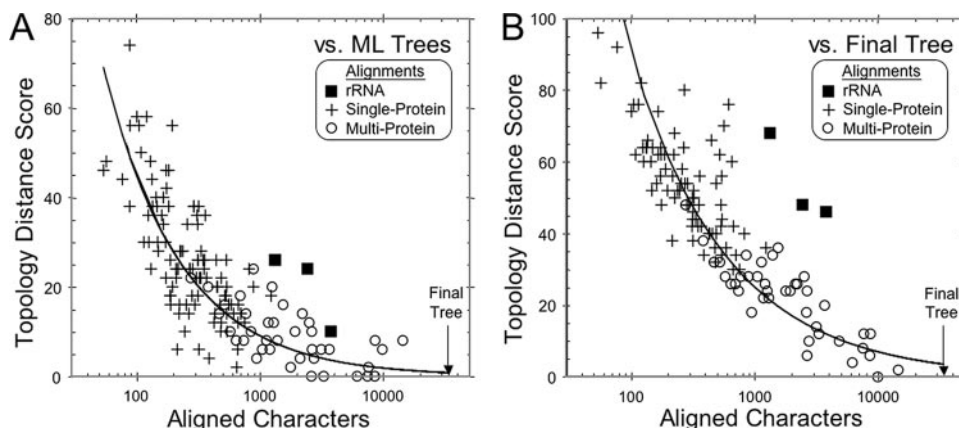 A
vs. ML Trees
Alignments
rRNA
Single-Protein
Multi-Protein
Topology Distance Score
80
60
40
20
0
Final
Tree
100
1000
10000
Aligned Characters
B
vs. Final Tree
Alignments
rRNA
Single-Protein
Multi-Protein
Topology Distance Score
100
80
60
40
20
0
Final
Tree
100
1000
10000
Aligned Characters